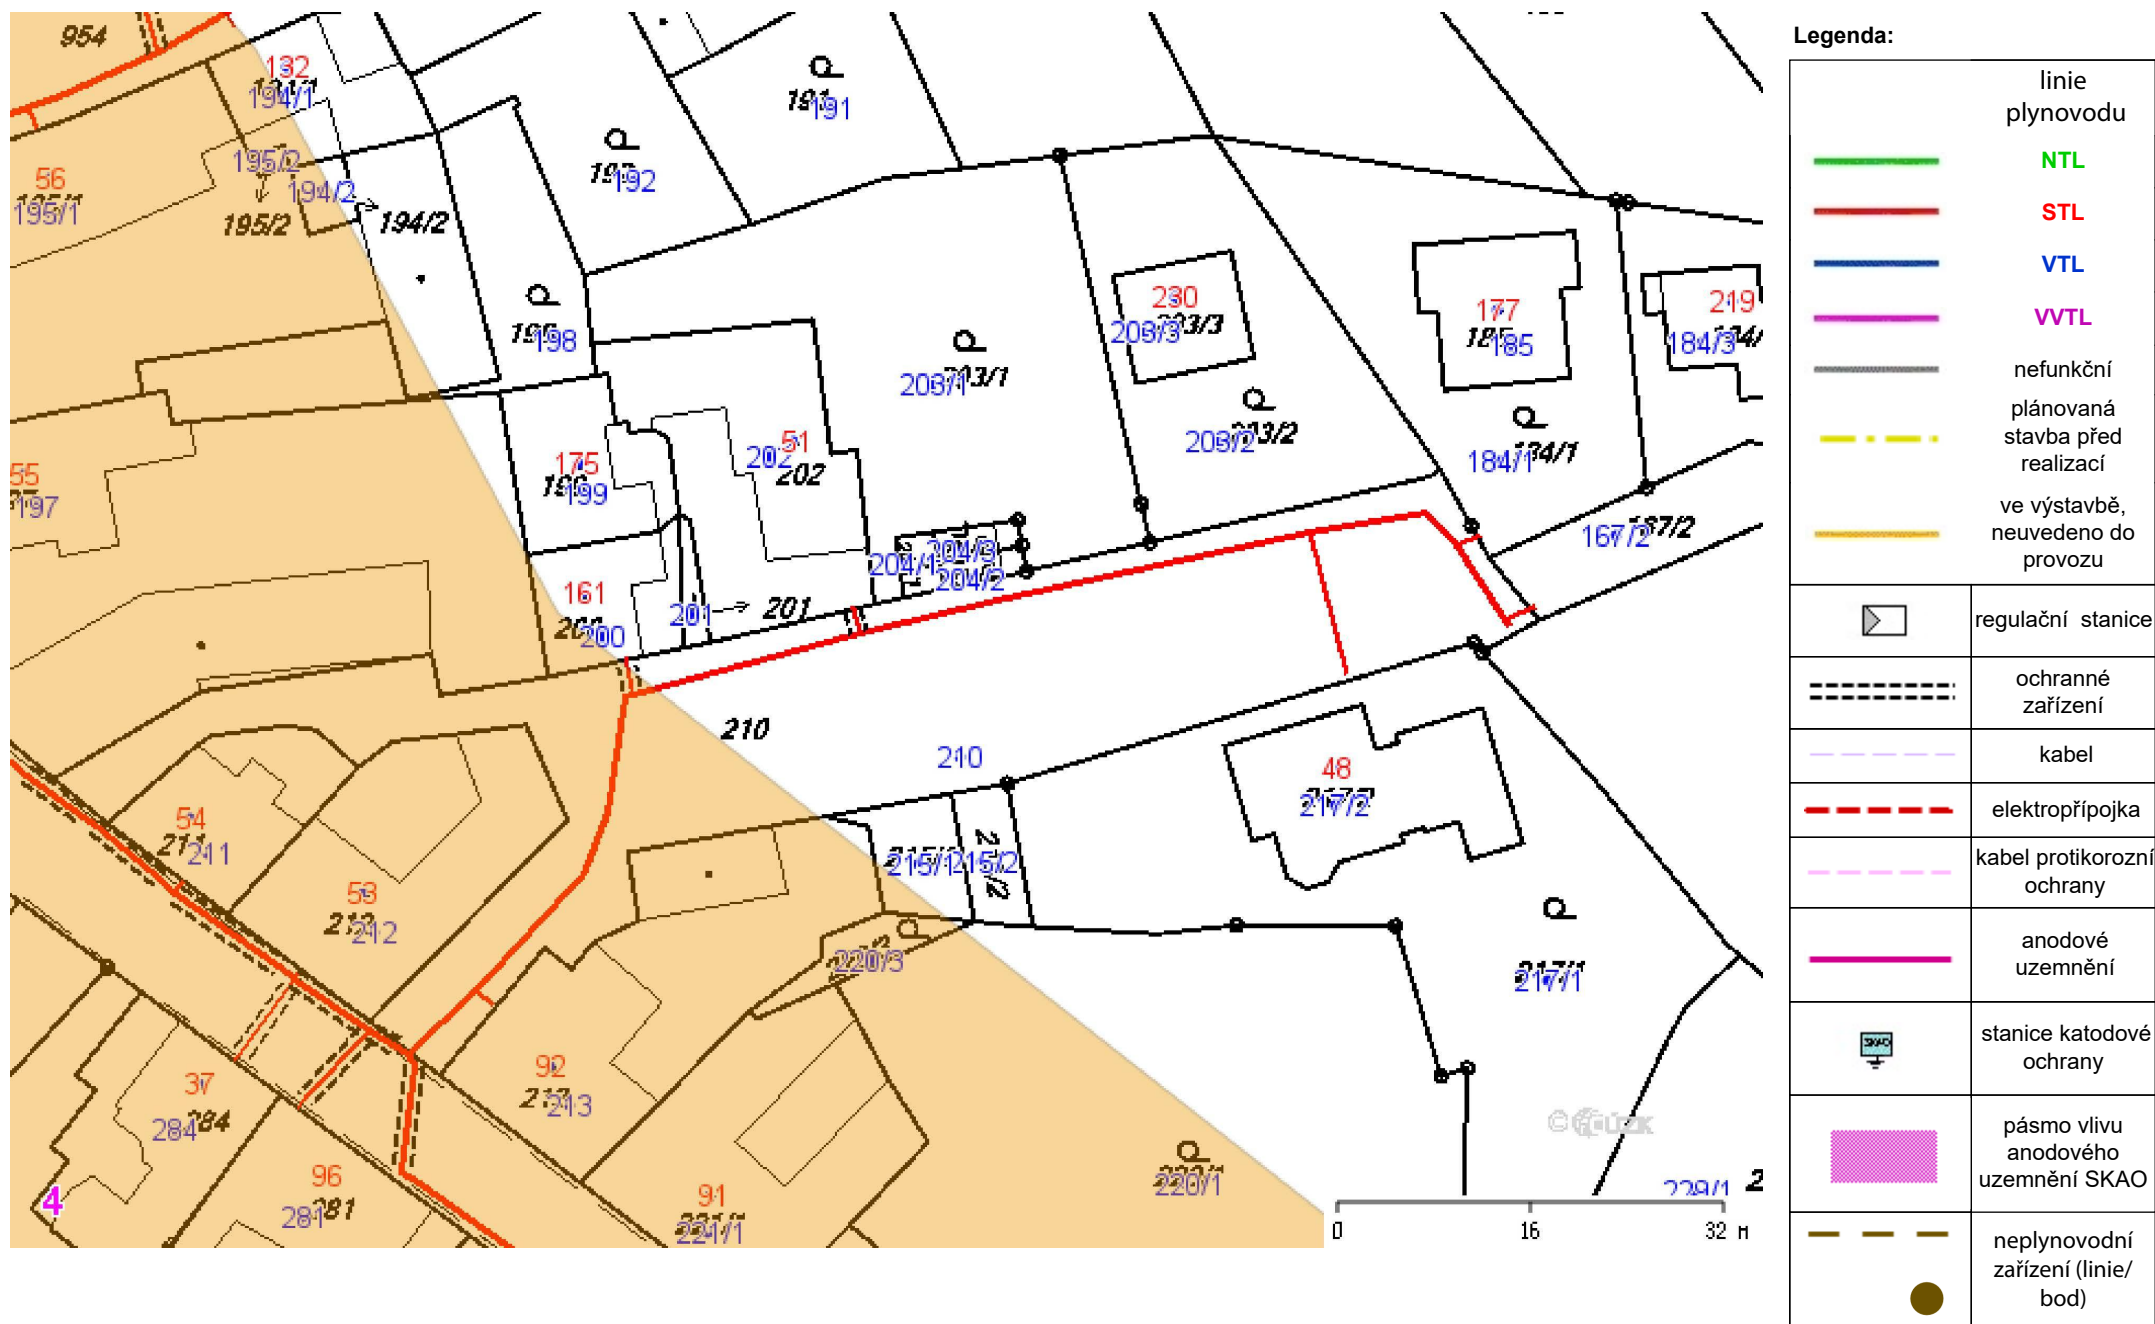 954
132
194/1
195/2
194/2
195/2
194/2
56
195/1
191
192
198
203/1
230
203/3
203/2
177
185
219
184/3
184/1
167/2
167/2
55
197
175
199
51
202
202
204/1
204/3
204/2
161
200
201
201
210
210
48
217/2
215/1
215/2
217/1
54
211
53
212
220/3
92
213
37
284
284
96
281
281
4
91
221/1
220/1
229/1
0
16
32 m
Legenda:
linie
plynovodu
NTL
STL
VTL
VVTL
nefunkční
plánovaná
stavba před
realizací
ve výstavbě,
neuvedeno do
provozu
regulační stanice
ochranné
zařízení
kabel
elektropřípojka
kabel protikorozní
ochrany
anodové
uzemnění
SKAO
stanice katodové
ochrany
pásmo vlivu
anodového
uzemnění SKAO
neplynovodní
zařízení (linie/
bod)